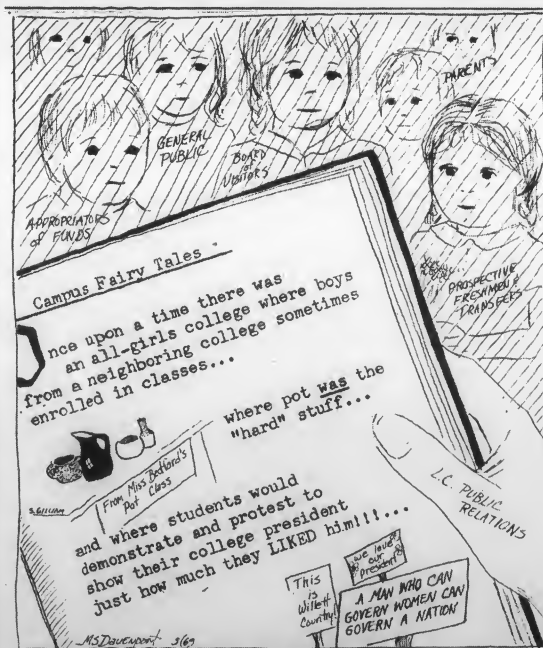 PARENTS
GENERAL
PUBLIC
BOARD
of
VISITORS
APPROPRIATORS
of FUNDS
PROSPECTIVE
FRESHMEN &
TRANSFERS
Campus Fairy Tales
Once upon a time there was
an all-girls college where boys
from a neighboring college sometimes
enrolled in classes...
where pot was the
"hard" stuff...
From Miss Bedford's
Pot
Class
S.GILLIAM
and where students would
demonstrate and protest to
show their college president
just how much they LIKED him!!!...
L.C. PUBLIC
RELATIONS
This
is
Willett
Country!
We love
our
president
A MAN WHO CAN
GOVERN WOMEN CAN
GOVERN A NATION
M.S.Davenport 3/69